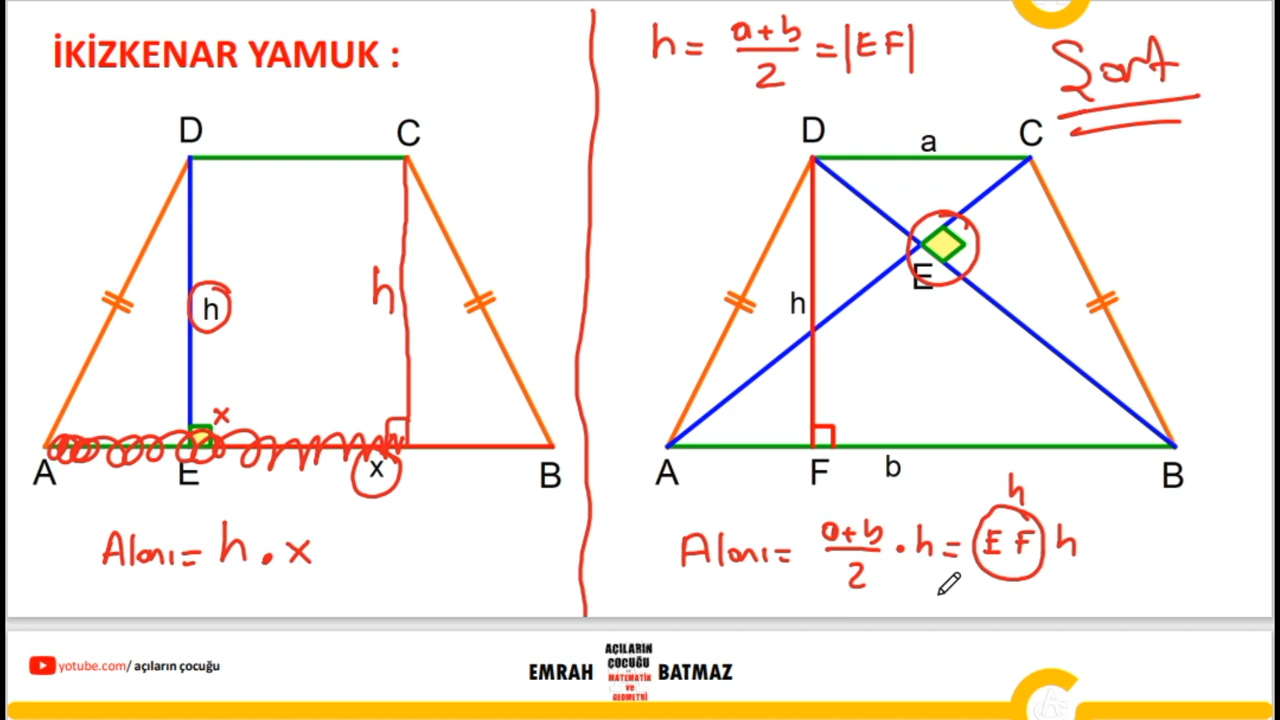 İKİZKENAR YAMUK :
D C
h h
x
A E x B
Alanı = h . x
h = a+b / 2 = |EF|
Şart
D a C
E
h
A F b B
h
Alanı = a+b / 2 . h = EF h
yotube.com/ açıların çocuğu
EMRAH BATMAZ
AÇILARIN
ÇOCUĞU
MATEMATİK
ve
GEOMETRİ